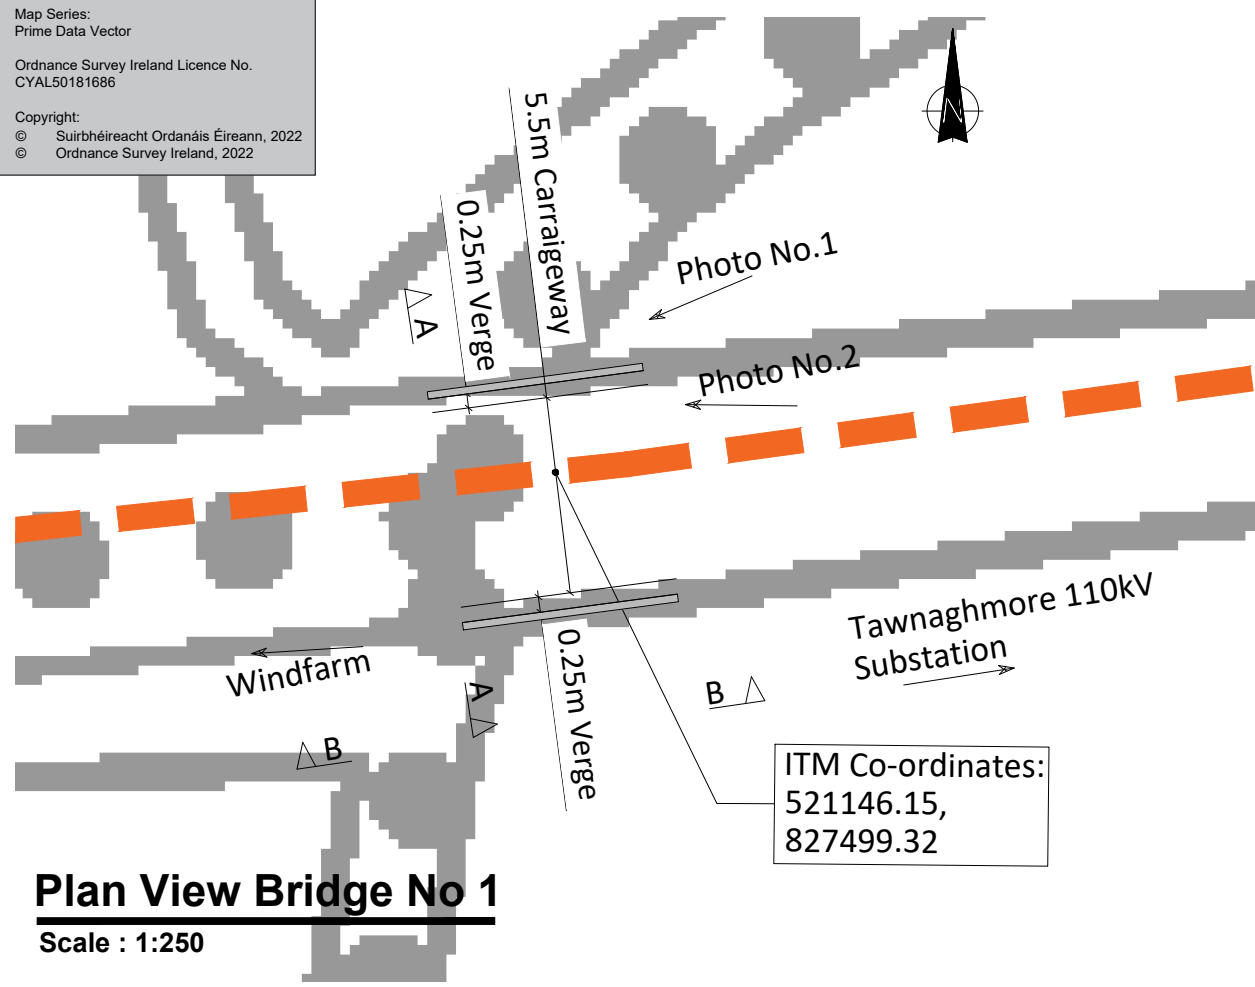 Map Series:
Prime Data Vector
Ordnance Survey Ireland Licence No.
CYAL50181686
Copyright:
© Suirbhéireacht Ordanáis Éireann, 2022
© Ordnance Survey Ireland, 2022
N
5.5m Carraigeway
0.25m Verge
A
Photo No.1
Photo No.2
Tawnaghmore 110kV
Substation
Windfarm
A
0.25m Verge
B
B
ITM Co-ordinates:
521146.15,
827499.32
Plan View Bridge No 1
Scale : 1:250